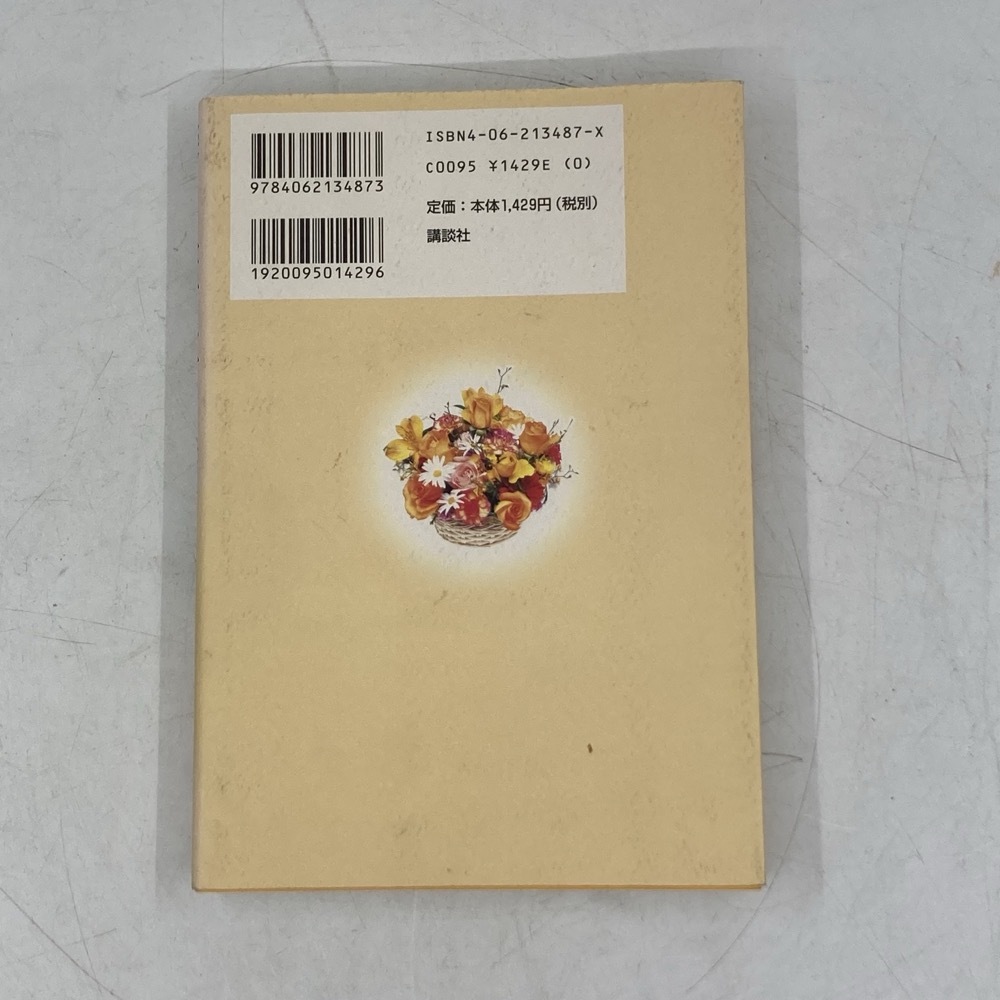 9784062134873
1920095014296
ISBN4-06-213487-X
C0095 ¥1429E (0)
定価：本体1,429円（税別）
講談社